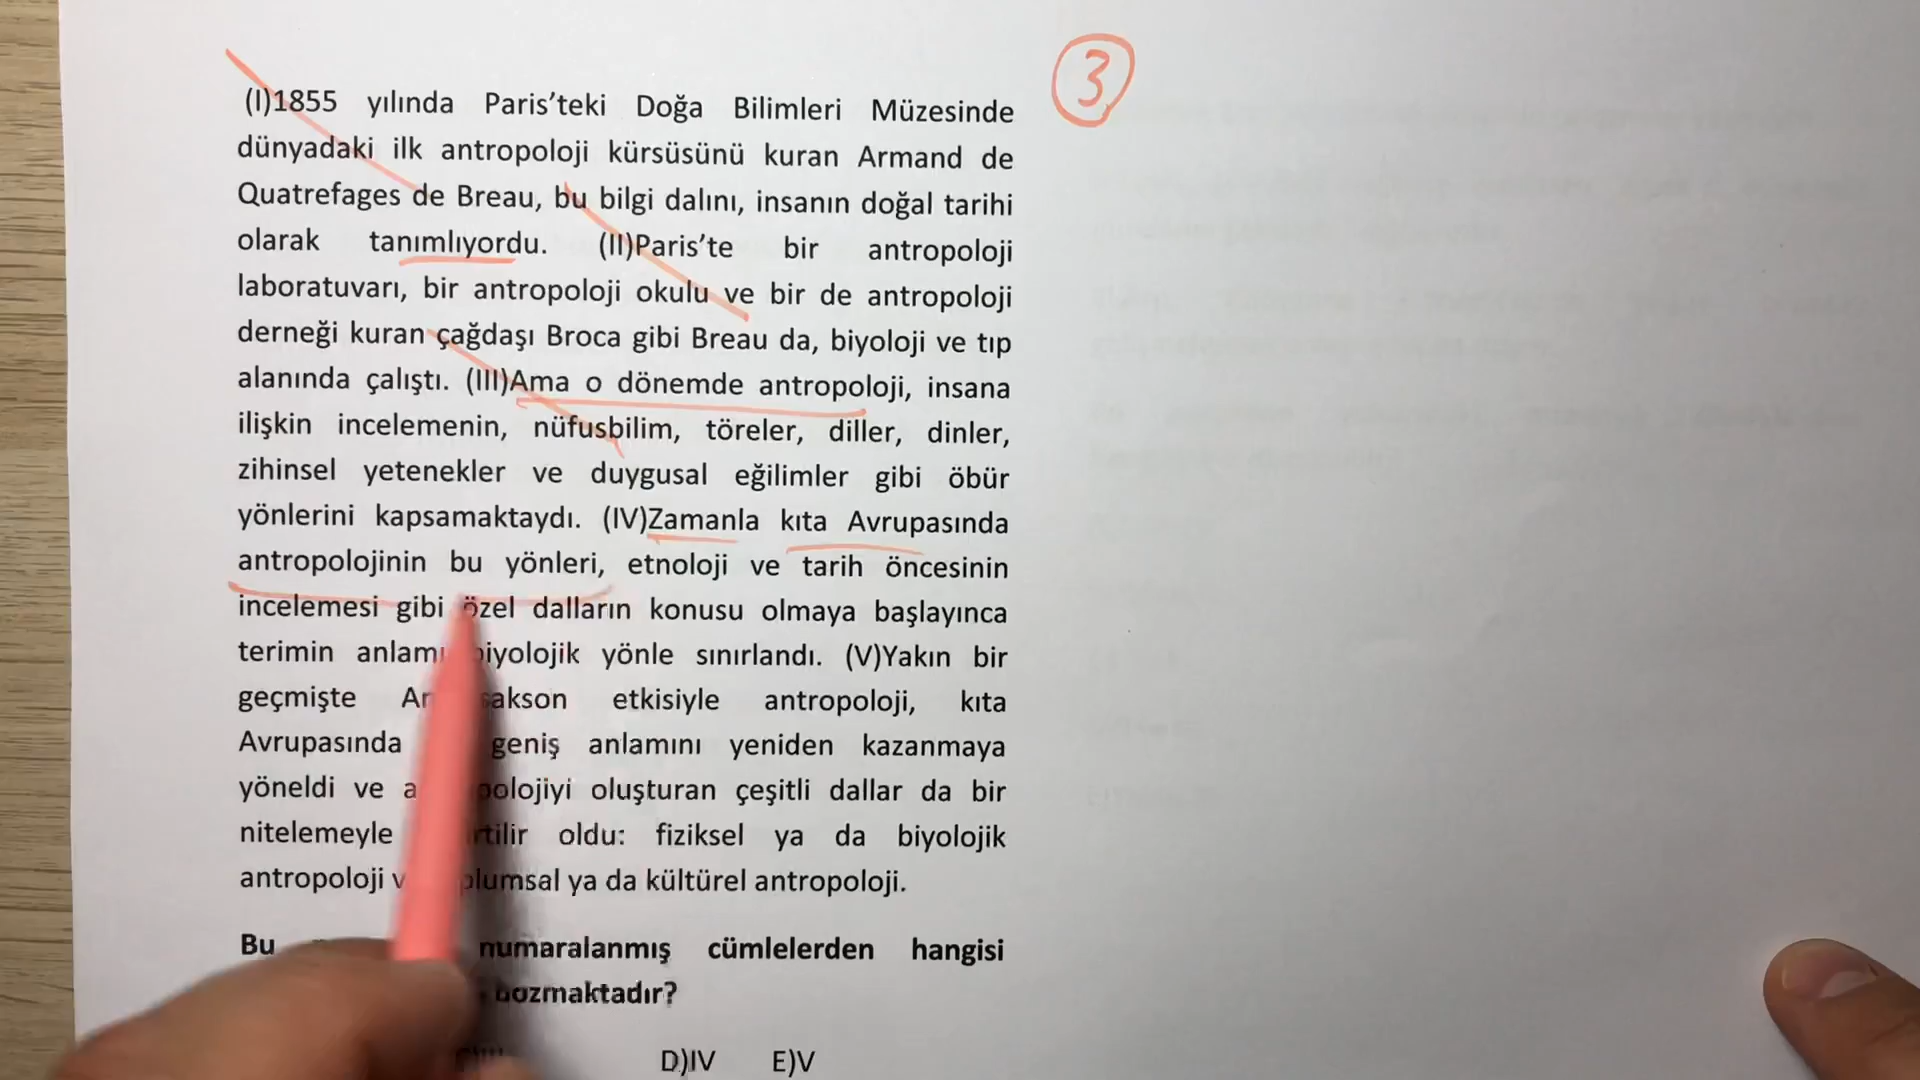 (I)1855 yılında Paris’teki Doğa Bilimleri Müzesinde
dünyadaki ilk antropoloji kürsüsünü kuran Armand de
Quatrefages de Breau, bu bilgi dalını, insanın doğal tarihi
olarak tanımlıyordu. (II)Paris’te bir antropoloji
laboratuvarı, bir antropoloji okulu ve bir de antropoloji
derneği kuran çağdaşı Broca gibi Breau da, biyoloji ve tıp
alanında çalıştı. (III)Ama o dönemde antropoloji, insana
ilişkin incelemenin, nüfusbilim, töreler, diller, dinler,
zihinsel yetenekler ve duygusal eğilimler gibi öbür
yönlerini kapsamaktaydı. (IV)Zamanla kıta Avrupasında
antropolojinin bu yönleri, etnoloji ve tarih öncesinin
incelemesi gibi özel dalların konusu olmaya başlayınca
terimin anlamı biyolojik yönle sınırlandı. (V)Yakın bir
geçmişte etkisiyle antropoloji, kıta
Avrupasında geniş anlamını yeniden kazanmaya
yöneldi ve oluşturan çeşitli dallar da bir
nitelemeyle oldu: fiziksel ya da biyolojik
antropoloji ya da kültürel antropoloji.
Bu numaralanmış cümlelerden hangisi
bozmaktadır?
D)IV E)V
3